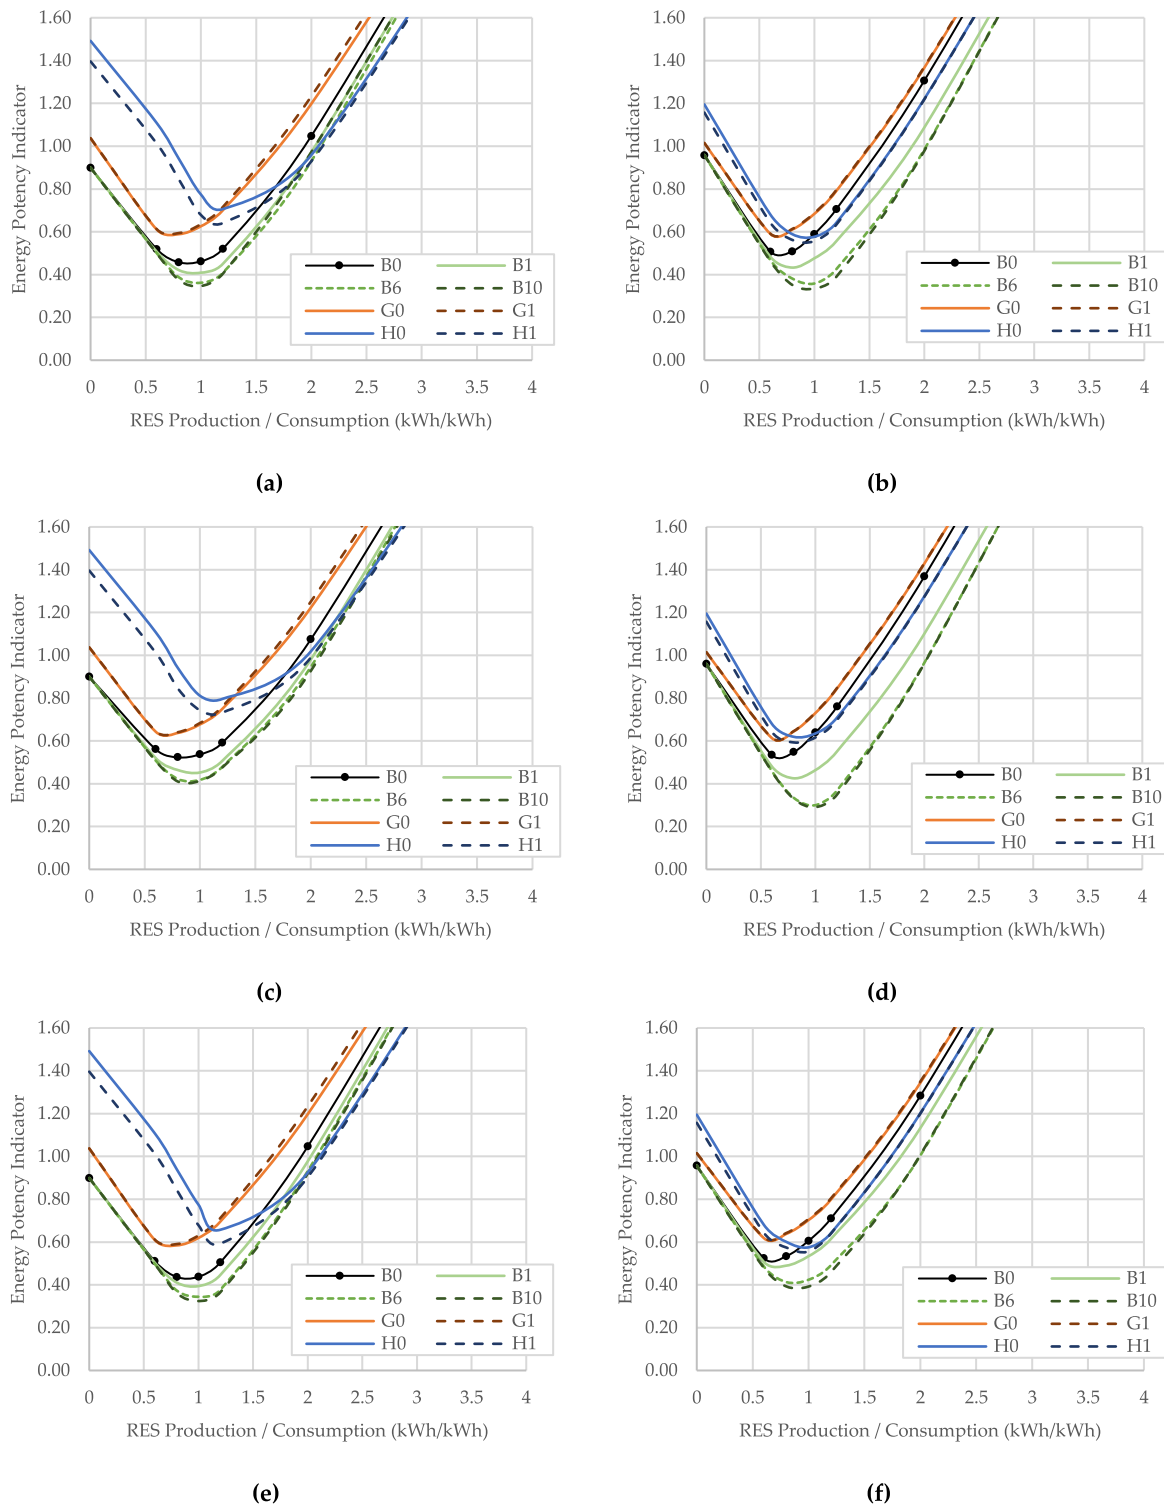 1.60
1.40
1.20
1.00
0.80
0.60
0.40
0.20
0.00
Energy Potency Indicator
B0 B1
B6 B10
G0 G1
H0 H1
0 0.5 1 1.5 2 2.5 3 3.5 4
RES Production / Consumption (kWh/kWh)
(a)
1.60
1.40
1.20
1.00
0.80
0.60
0.40
0.20
0.00
Energy Potency Indicator
B0 B1
B6 B10
G0 G1
H0 H1
0 0.5 1 1.5 2 2.5 3 3.5 4
RES Production / Consumption (kWh/kWh)
(b)
1.60
1.40
1.20
1.00
0.80
0.60
0.40
0.20
0.00
Energy Potency Indicator
B0 B1
B6 B10
G0 G1
H0 H1
0 0.5 1 1.5 2 2.5 3 3.5 4
RES Production / Consumption (kWh/kWh)
(c)
1.60
1.40
1.20
1.00
0.80
0.60
0.40
0.20
0.00
Energy Potency Indicator
B0 B1
B6 B10
G0 G1
H0 H1
0 0.5 1 1.5 2 2.5 3 3.5 4
RES Production / Consumption (kWh/kWh)
(d)
1.60
1.40
1.20
1.00
0.80
0.60
0.40
0.20
0.00
Energy Potency Indicator
B0 B1
B6 B10
G0 G1
H0 H1
0 0.5 1 1.5 2 2.5 3 3.5 4
RES Production / Consumption (kWh/kWh)
(e)
1.60
1.40
1.20
1.00
0.80
0.60
0.40
0.20
0.00
Energy Potency Indicator
B0 B1
B6 B10
G0 G1
H0 H1
0 0.5 1 1.5 2 2.5 3 3.5 4
RES Production / Consumption (kWh/kWh)
(f)